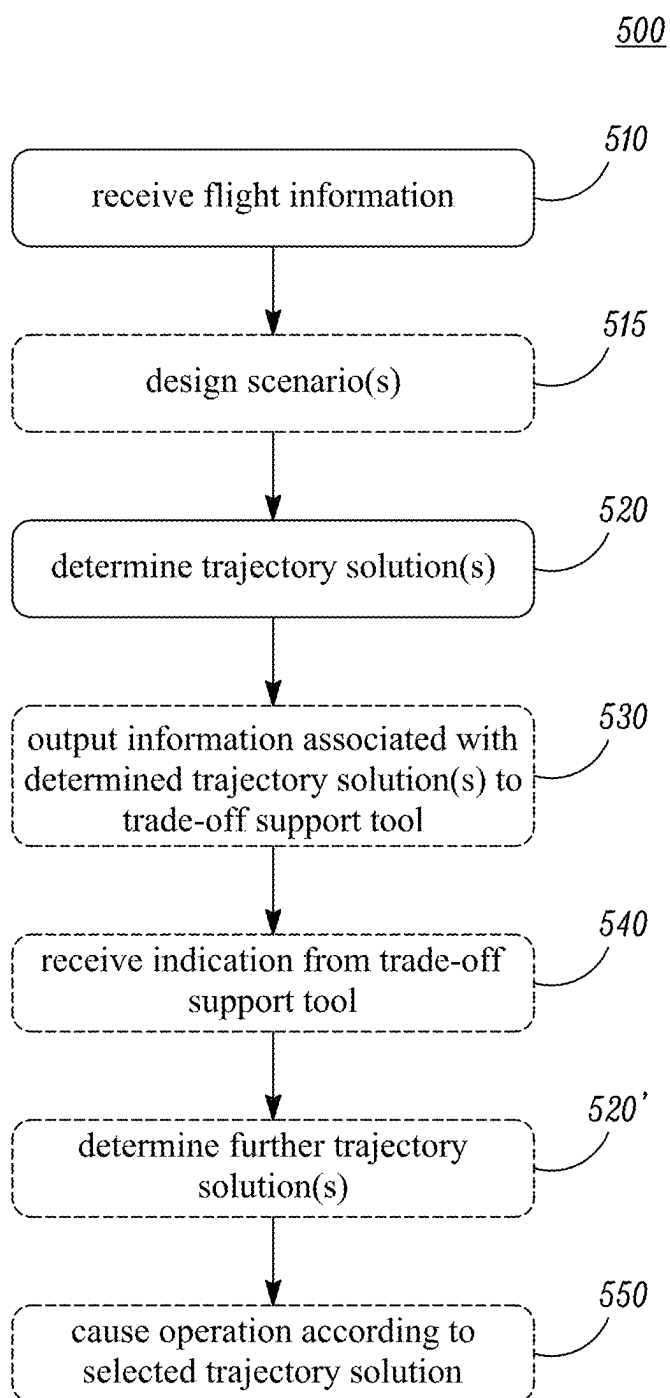 500
510
receive flight information
515
design scenario(s)
520
determine trajectory solution(s)
530
output information associated with
determined trajectory solution(s) to
trade-off support tool
540
receive indication from trade-off
support tool
520'
determine further trajectory
solution(s)
550
cause operation according to
selected trajectory solution